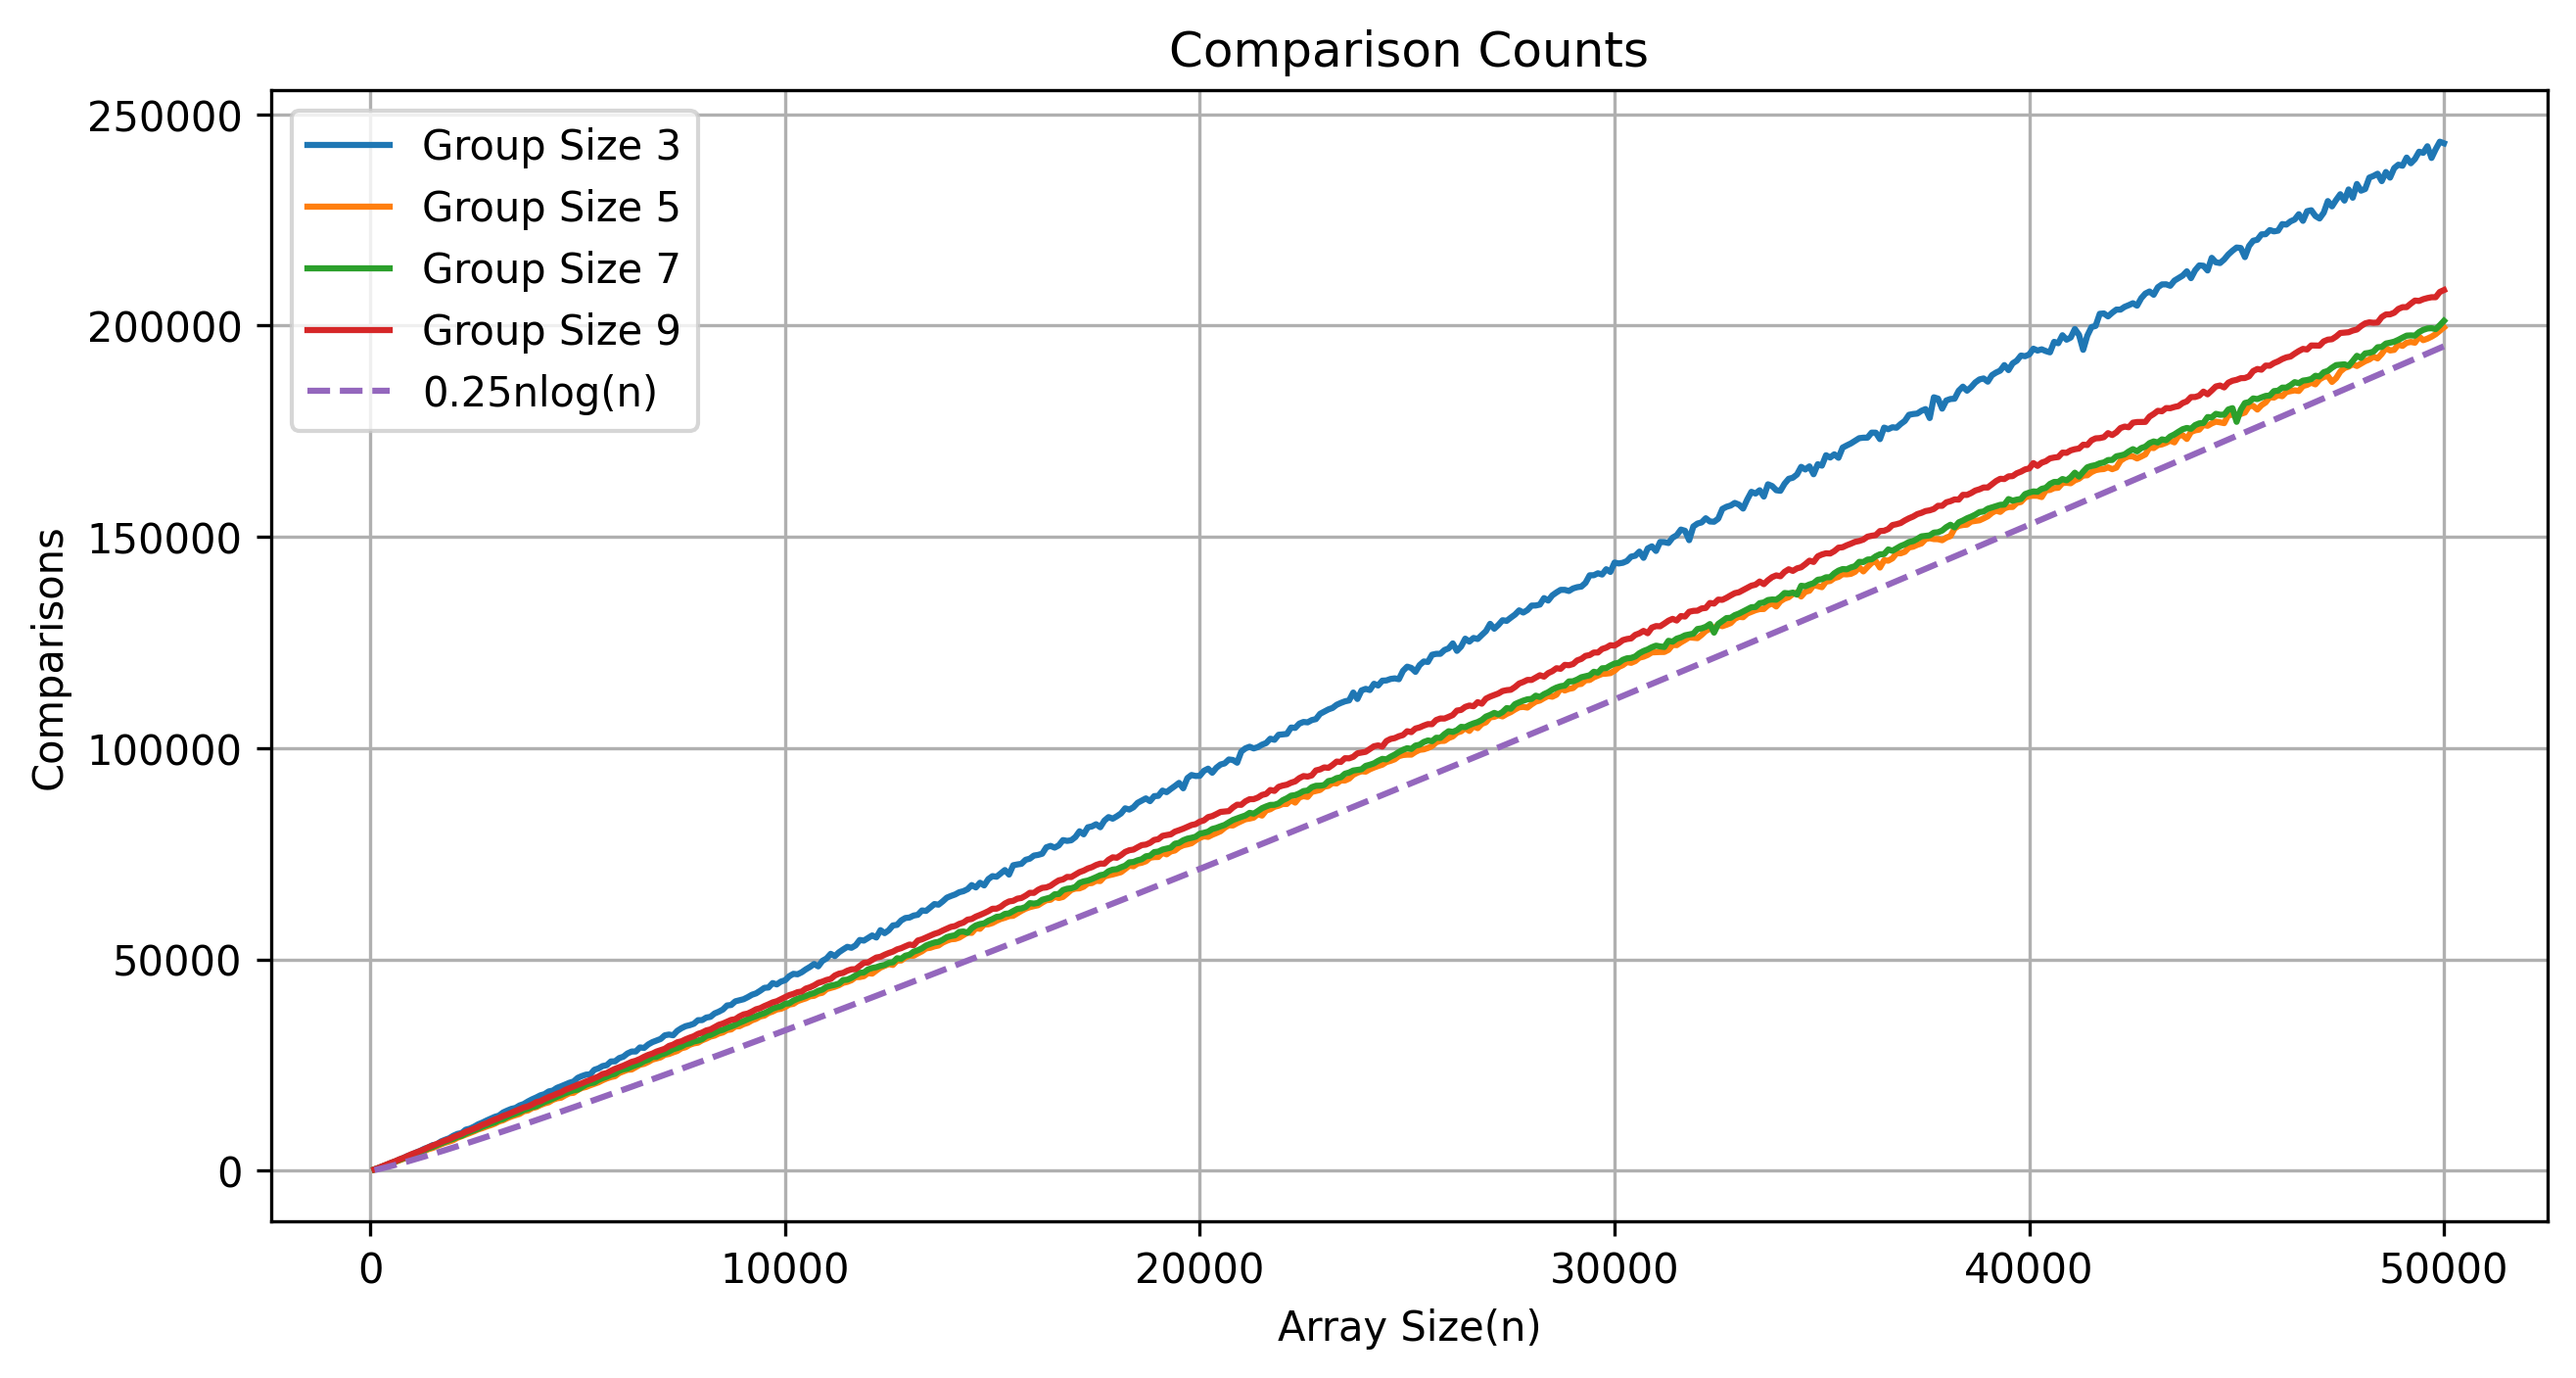 Comparison Counts
250000
200000
150000
100000
50000
0
Comparisons
Group Size 3
Group Size 5
Group Size 7
Group Size 9
0.25nlog(n)
0 10000 20000 30000 40000 50000
Array Size(n)